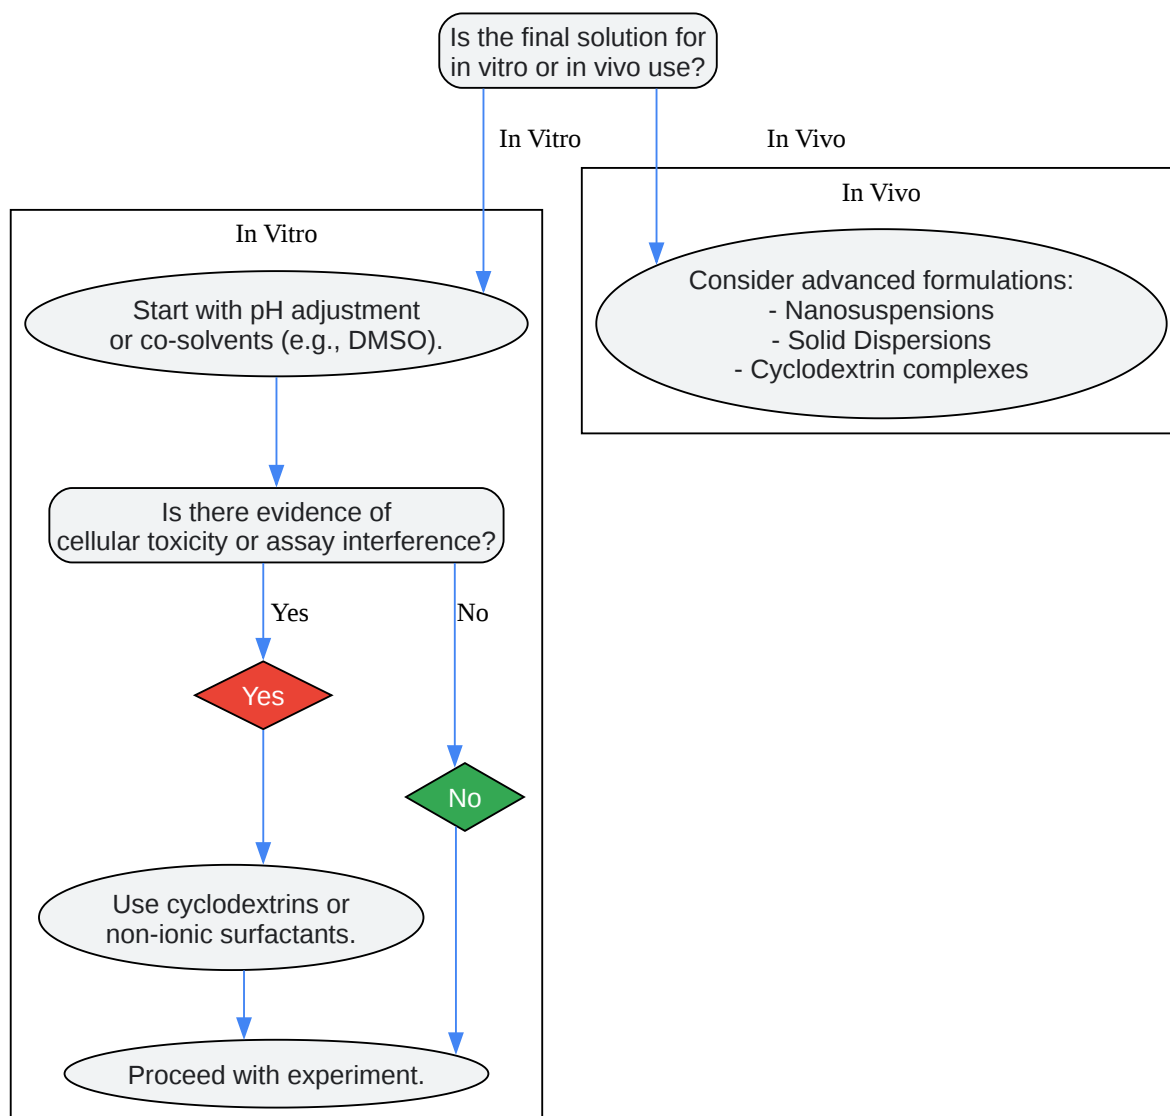 Is the final solution for
in vitro or in vivo use?
In Vitro
In Vivo
In Vivo
Consider advanced formulations:
- Nanosuspensions
- Solid Dispersions
- Cyclodextrin complexes
In Vitro
Start with pH adjustment
or co-solvents (e.g., DMSO).
Is there evidence of
cellular toxicity or assay interference?
Yes
No
Yes
No
Use cyclodextrins or
non-ionic surfactants.
Proceed with experiment.